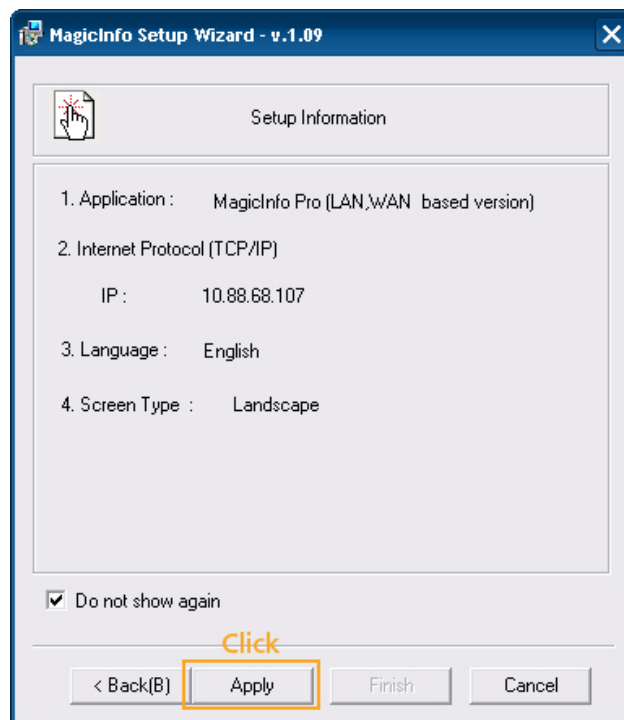 MagicInfo Setup Wizard - v.1.09
Setup Information
1. Application : MagicInfo Pro (LAN,WAN based version)
2. Internet Protocol (TCP/IP)
IP : 10.88.68.107
3. Language : English
4. Screen Type : Landscape
Do not show again
Click
< Back(B) Apply Finish Cancel